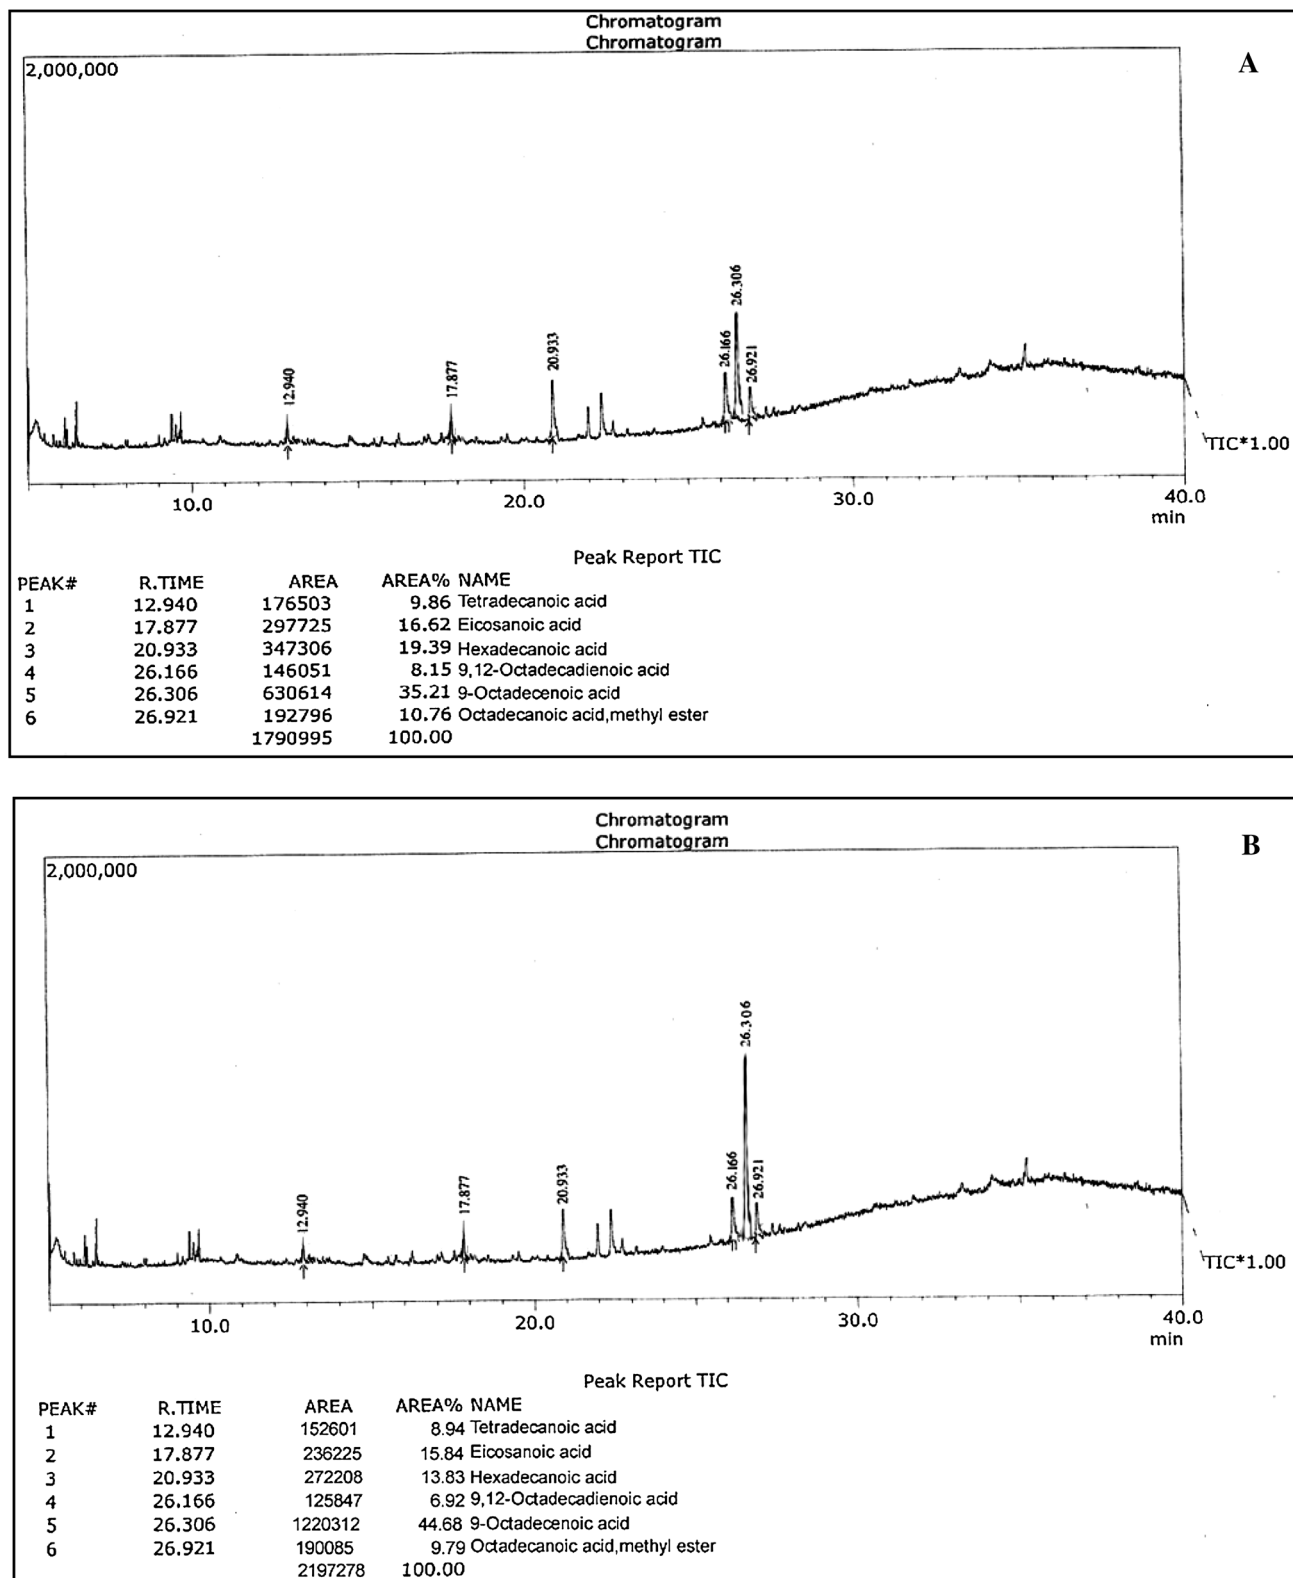 Chromatogram
Chromatogram
A
2,000,000
12.940
17.877
20.933
26.166
26.306
26.921
TIC*1.00
10.0 20.0 30.0 40.0
min
Peak Report TIC
PEAK# R.TIME AREA AREA% NAME
1 12.940 176503 9.86 Tetradecanoic acid
2 17.877 297725 16.62 Eicosanoic acid
3 20.933 347306 19.39 Hexadecanoic acid
4 26.166 146051 8.15 9,12-Octadecadienoic acid
5 26.306 630614 35.21 9-Octadecenoic acid
6 26.921 192796 10.76 Octadecanoic acid,methyl ester
1790995 100.00
Chromatogram
Chromatogram
B
2,000,000
12.940
17.877
20.933
26.166
26.306
26.921
TIC*1.00
10.0 20.0 30.0 40.0
min
Peak Report TIC
PEAK# R.TIME AREA AREA% NAME
1 12.940 152601 8.94 Tetradecanoic acid
2 17.877 236225 15.84 Eicosanoic acid
3 20.933 272208 13.83 Hexadecanoic acid
4 26.166 125847 6.92 9,12-Octadecadienoic acid
5 26.306 1220312 44.68 9-Octadecenoic acid
6 26.921 190085 9.79 Octadecanoic acid,methyl ester
2197278 100.00